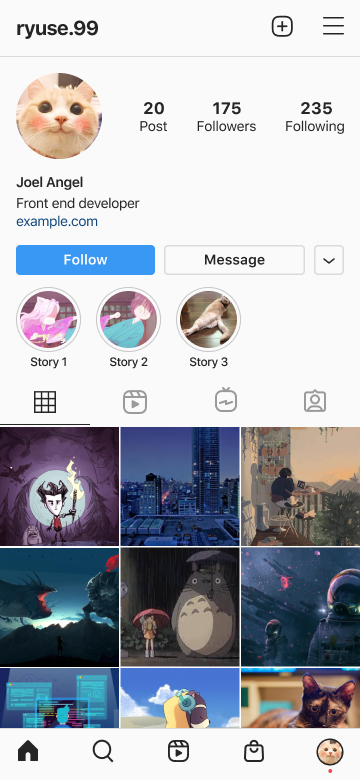 ryuse.99
20 175 235
Post Followers Following
Joel Angel
Front end developer
example.com
Follow Message
Story 1 Story 2 Story 3